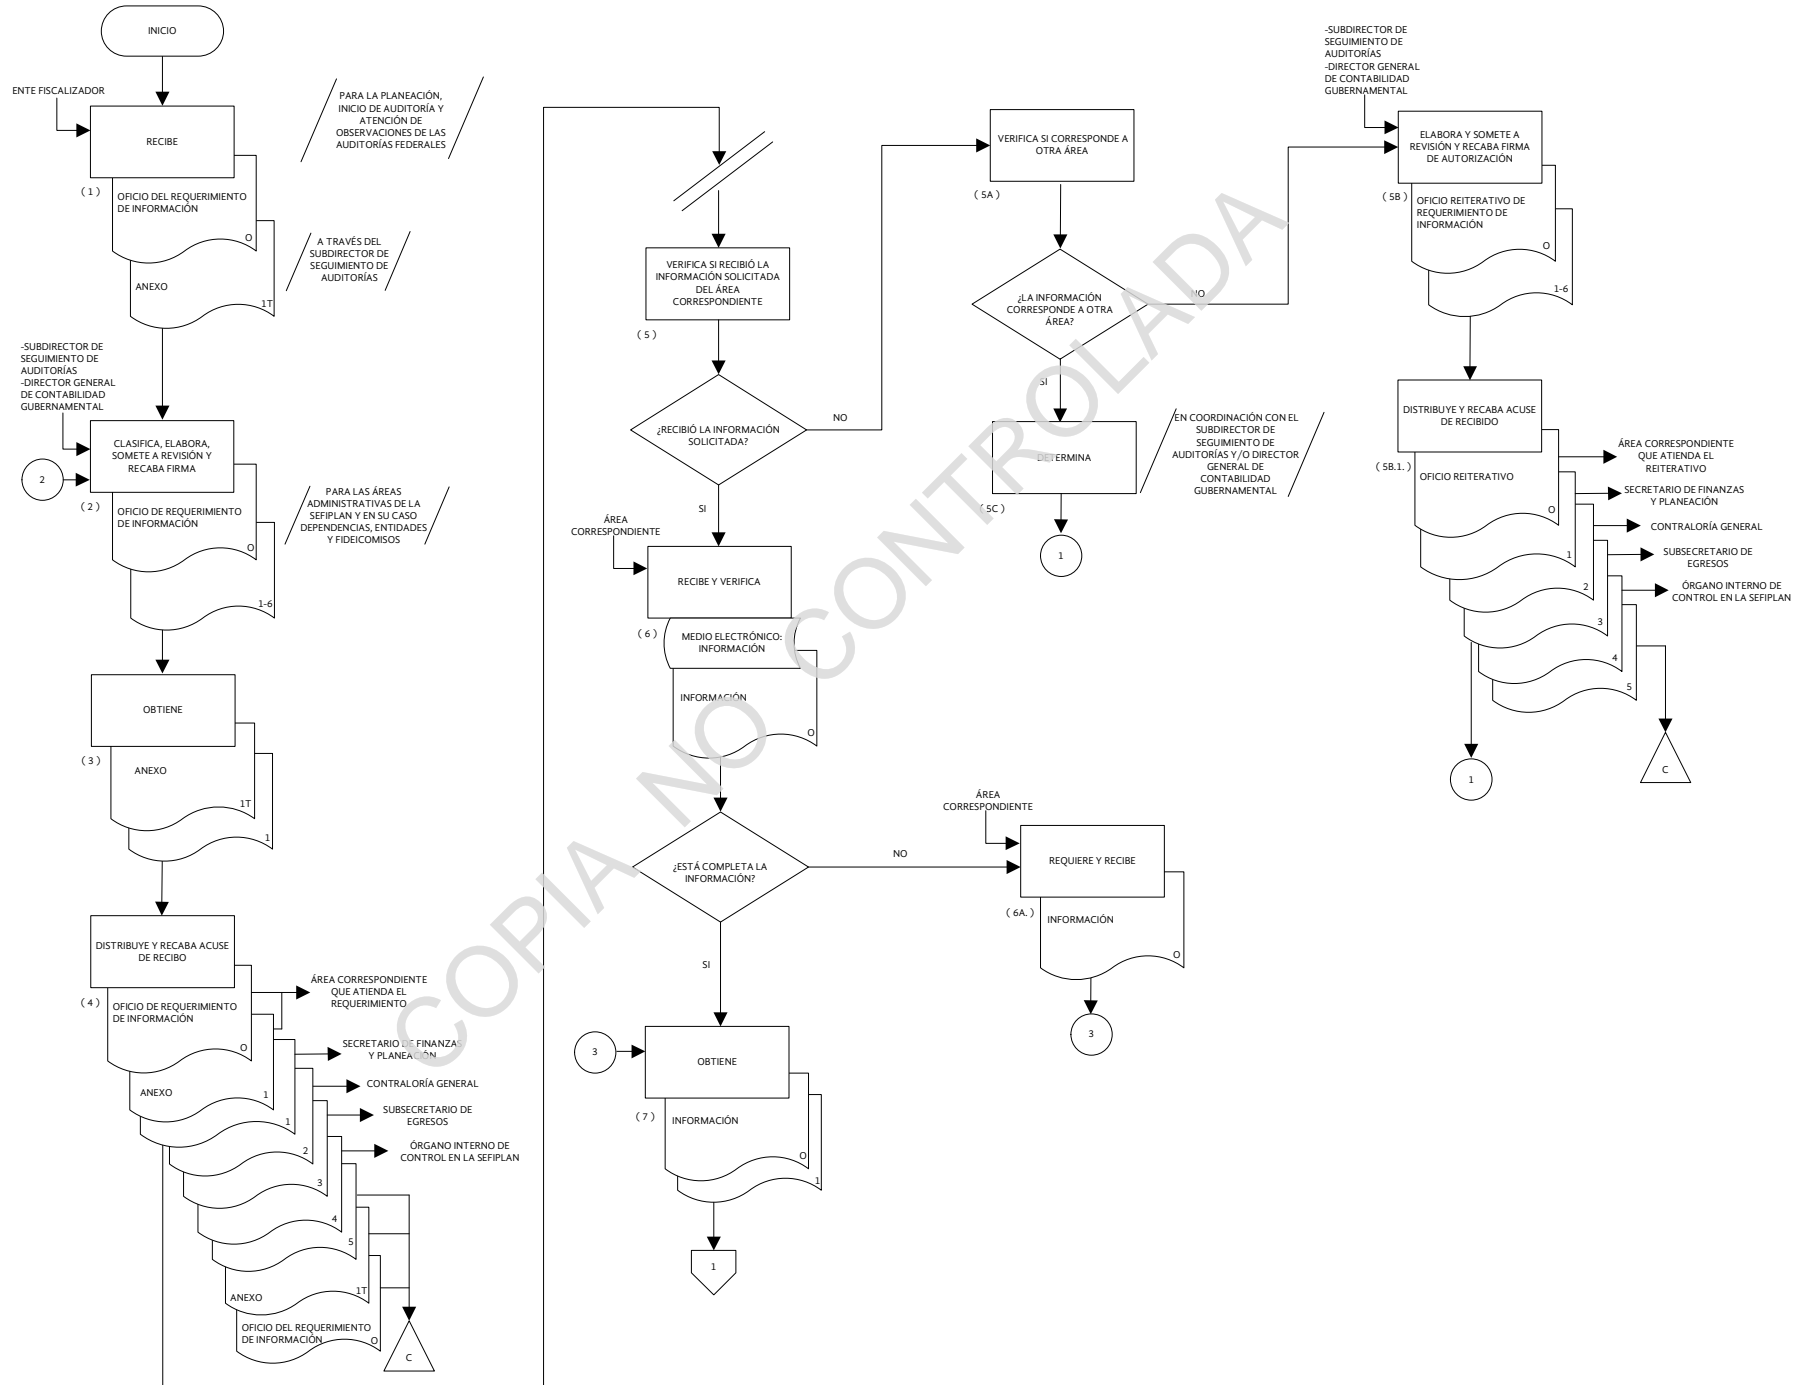 INICIO
ENTE FISCALIZADOR
RECIBE
( 1 )
OFICIO DEL REQUERIMIENTO
DE INFORMACIÓN
O
ANEXO
1T
PARA LA PLANEACIÓN,
INICIO DE AUDITORÍA Y
ATENCIÓN DE
OBSERVACIONES DE LAS
AUDITORÍAS FEDERALES
A TRAVÉS DEL
SUBDIRECTOR DE
SEGUIMIENTO DE
AUDITORÍAS
-SUBDIRECTOR DE
SEGUIMIENTO DE
AUDITORÍAS
-DIRECTOR GENERAL
DE CONTABILIDAD
GUBERNAMENTAL
2
CLASIFICA, ELABORA,
SOMETE A REVISIÓN Y
RECABA FIRMA
( 2 )
OFICIO DE REQUERIMIENTO
DE INFORMACIÓN
O
1-6
PARA LAS ÁREAS
ADMINISTRATIVAS DE LA
SEFIPLAN Y EN SU CASO
DEPENDENCIAS, ENTIDADES
Y FIDEICOMISOS
OBTIENE
( 3 )
ANEXO
1T
1
DISTRIBUYE Y RECABA ACUSE
DE RECIBO
( 4 )
OFICIO DE REQUERIMIENTO
DE INFORMACIÓN
O
ÁREA CORRESPONDIENTE
QUE ATIENDA EL
REQUERIMIENTO
ANEXO
1
SECRETARIO DE FINANZAS
Y PLANEACIÓN
1
CONTRALORÍA GENERAL
2
SUBSECRETARIO DE
EGRESOS
3
ÓRGANO INTERNO DE
CONTROL EN LA SEFIPLAN
4
5
ANEXO
1T
OFICIO DEL REQUERIMIENTO
DE INFORMACIÓN
O
C
VERIFICA SI RECIBIÓ LA
INFORMACIÓN SOLICITADA
DEL ÁREA
CORRESPONDIENTE
( 5 )
¿RECIBIÓ LA INFORMACIÓN
SOLICITADA?
NO
SI
ÁREA
CORRESPONDIENTE
RECIBE Y VERIFICA
( 6 )
MEDIO ELECTRÓNICO:
INFORMACIÓN
INFORMACIÓN
O
¿ESTÁ COMPLETA LA
INFORMACIÓN?
NO
SI
3
OBTIENE
( 7 )
INFORMACIÓN
O
1
1
VERIFICA SI CORRESPONDE A
OTRA ÁREA
( 5A )
¿LA INFORMACIÓN
CORRESPONDE A OTRA
ÁREA?
NO
SI
DETERMINA
( 5C )
EN COORDINACIÓN CON EL
SUBDIRECTOR DE
SEGUIMIENTO DE
AUDITORÍAS Y/O DIRECTOR
GENERAL DE
CONTABILIDAD
GUBERNAMENTAL
1
ÁREA
CORRESPONDIENTE
REQUIERE Y RECIBE
( 6A. )
INFORMACIÓN
O
3
-SUBDIRECTOR DE
SEGUIMIENTO DE
AUDITORÍAS
-DIRECTOR GENERAL
DE CONTABILIDAD
GUBERNAMENTAL
ELABORA Y SOMETE A
REVISIÓN Y RECABA FIRMA
DE AUTORIZACIÓN
( 5B )
OFICIO REITERATIVO DE
REQUERIMIENTO DE
INFORMACIÓN
O
1-6
DISTRIBUYE Y RECABA ACUSE
DE RECIBIDO
( 5B.1. )
OFICIO REITERATIVO
O
ÁREA CORRESPONDIENTE
QUE ATIENDA EL
REITERATIVO
SECRETARIO DE FINANZAS
Y PLANEACIÓN
1
CONTRALORÍA GENERAL
2
SUBSECRETARIO DE
EGRESOS
3
ÓRGANO INTERNO DE
CONTROL EN LA SEFIPLAN
4
5
1
C
COPIA NO CONTROLADA